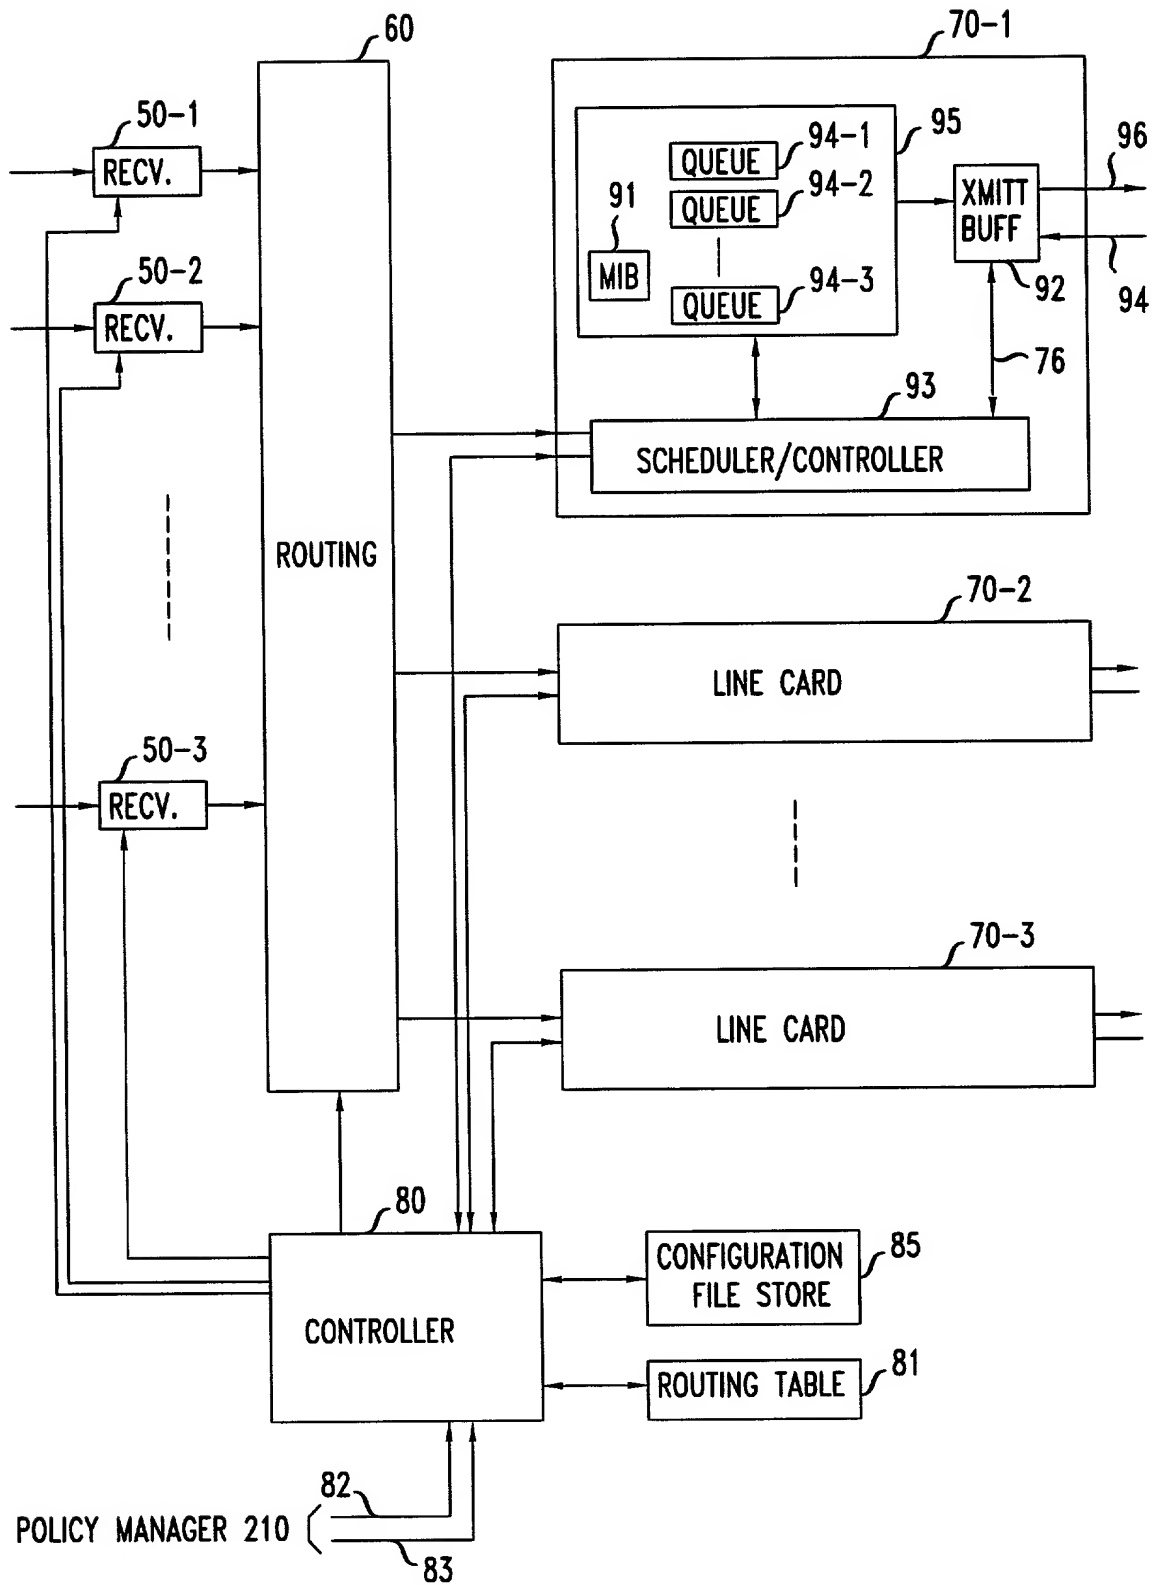 60
70-1
50-1
RECV.
QUEUE
94-1
95
96
QUEUE
94-2
XMITT
BUFF
91
MIB
50-2
RECV.
QUEUE
94-3
92
94
76
93
SCHEDULER/CONTROLLER
ROUTING
70-2
LINE CARD
50-3
RECV.
70-3
LINE CARD
80
CONTROLLER
CONFIGURATION
FILE STORE
85
ROUTING TABLE
81
82
POLICY MANAGER 210
83